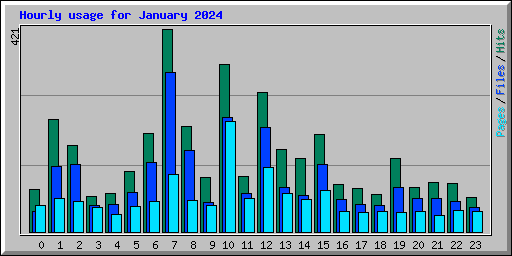 Hourly usage for January 2024
421
Pages/Files/Hits
0 1 2 3 4 5 6 7 8 9 10 11 12 13 14 15 16 17 18 19 20 21 22 23